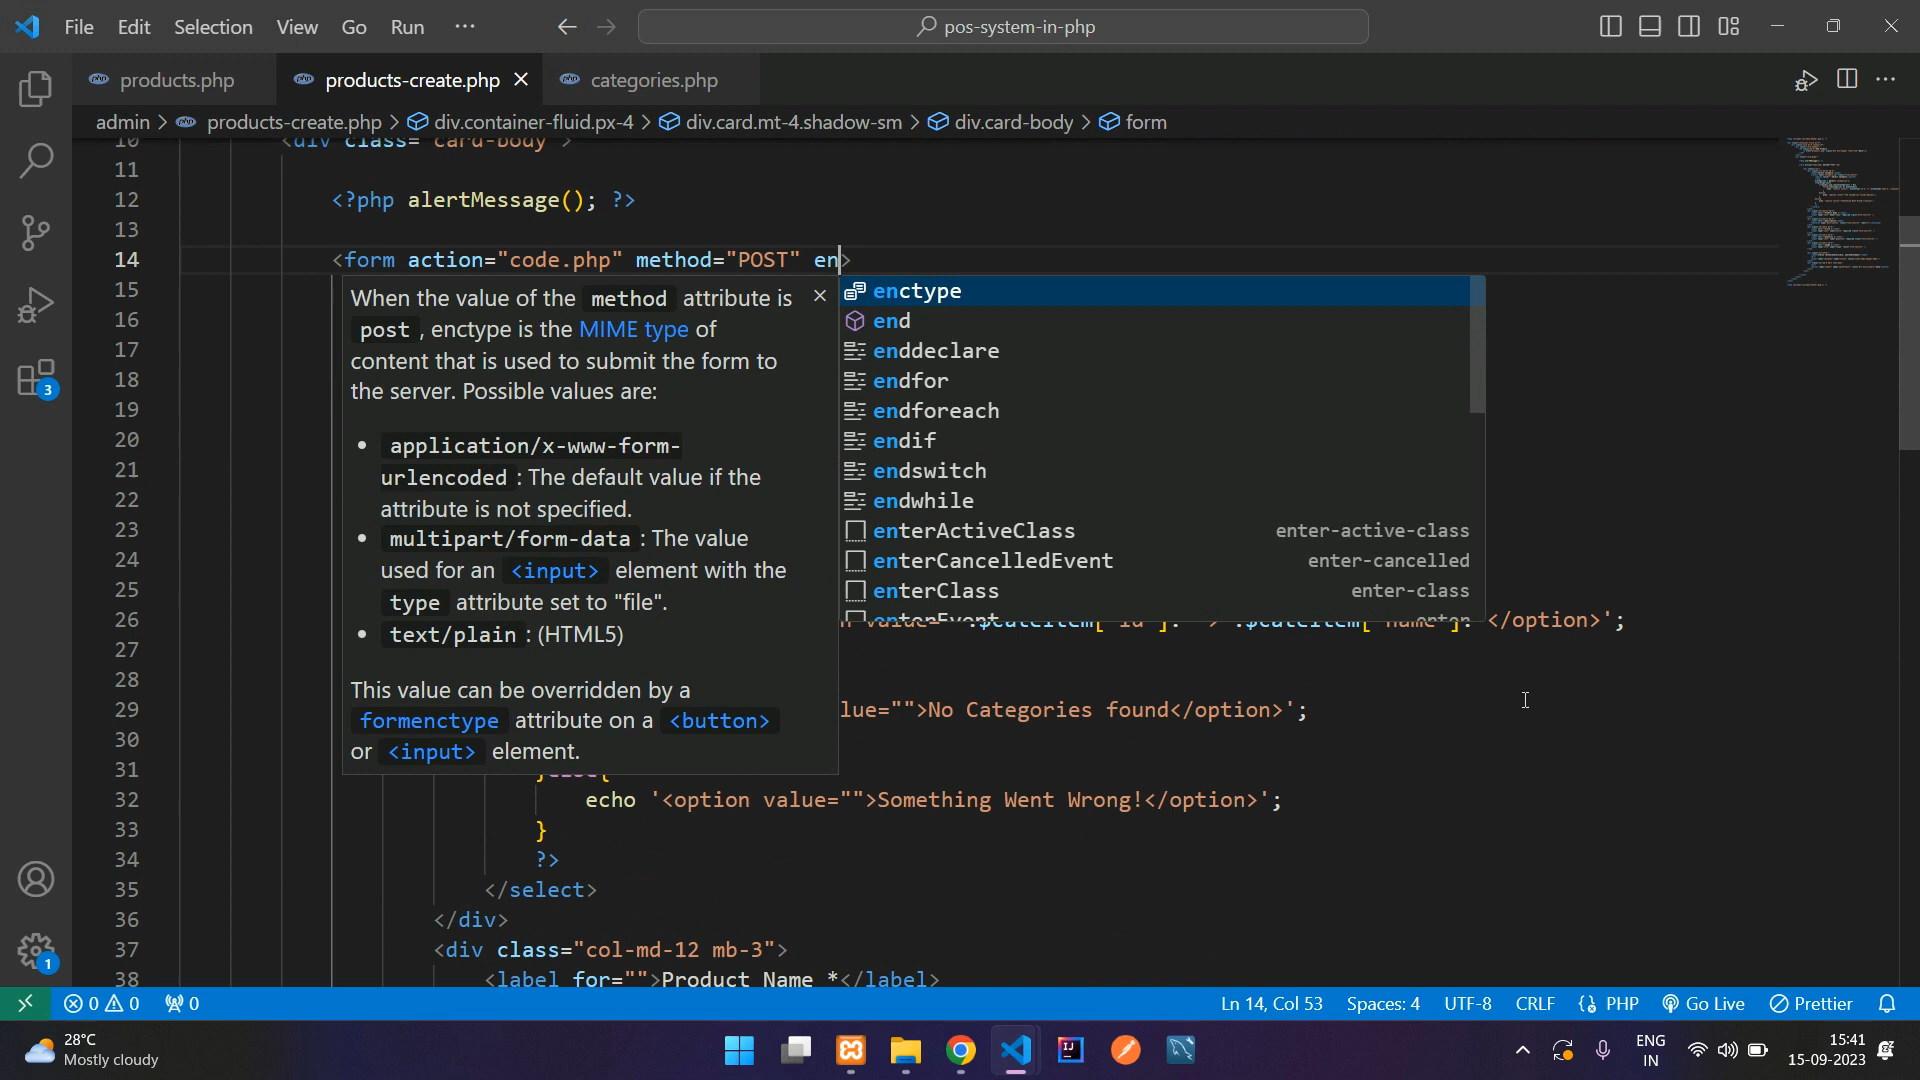 File Edit Selection View Go Run ···
pos-system-in-php
products.php products-create.php categories.php
admin > products-create.php > div.container-fluid.px-4 > div.card.mt-4.shadow-sm > div.card-body > form
10 <div class="card-body">
11
12 <?php alertMessage(); ?>
13
14 <form action="code.php" method="POST" en>
15
16
17
18
19
20
21
22
23
24
25
26
27
28
29
30
31
32
33
34
35
36
37
38
When the value of the method attribute is
post , enctype is the MIME type of
content that is used to submit the form to
the server. Possible values are:
• application/x-www-form-
urlencoded : The default value if the
attribute is not specified.
• multipart/form-data : The value
used for an <input> element with the
type attribute set to "file".
• text/plain : (HTML5)
This value can be overridden by a
formenctype attribute on a <button>
or <input> element.
enctype
end
enddeclare
endfor
endforeach
endif
endswitch
endwhile
enterActiveClass enter-active-class
enterCancelledEvent enter-cancelled
enterClass enter-class
enterEvent enter
</option>';
lue="">No Categories found</option>';
}else{
echo '<option value="">Something Went Wrong!</option>';
}
?>
</select>
</div>
<div class="col-md-12 mb-3">
<label for="">Product Name *</label>
3
1
0 0 0
Ln 14, Col 53 Spaces: 4 UTF-8 CRLF PHP Go Live Prettier
28°C
Mostly cloudy
ENG
IN
15:41
15-09-2023